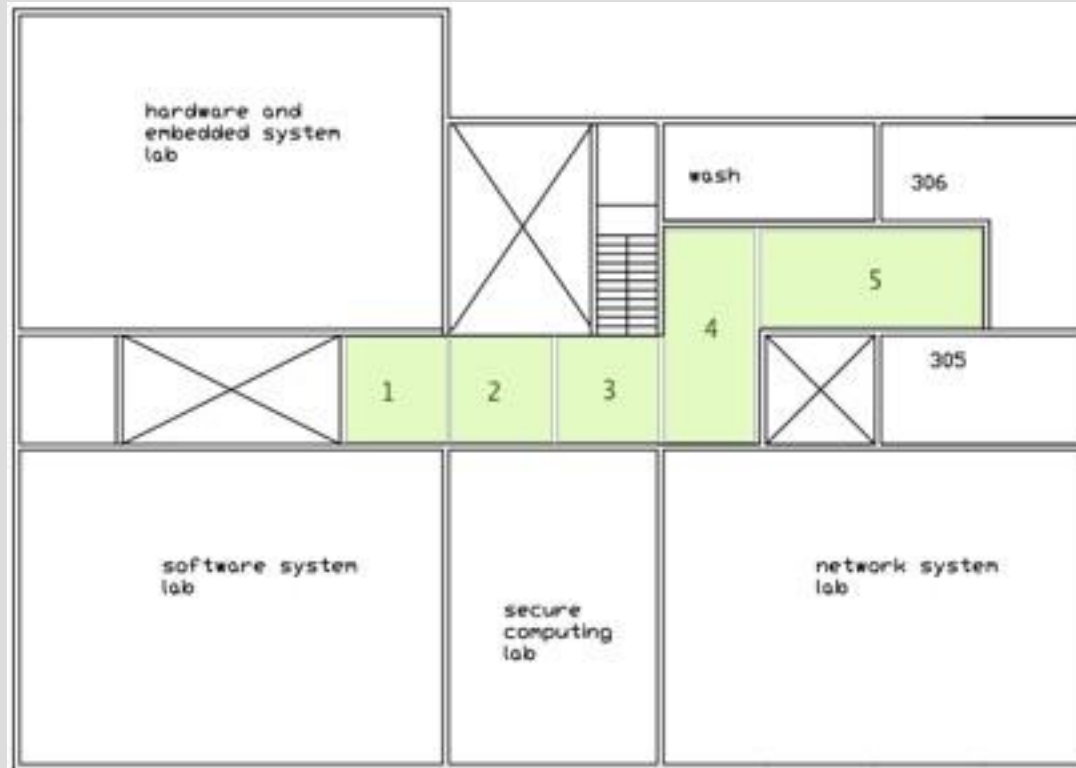 hardware and
embedded system
lab
wash
306
5
4
305
1
2
3
software system
lab
secure
computing
lab
network system
lab